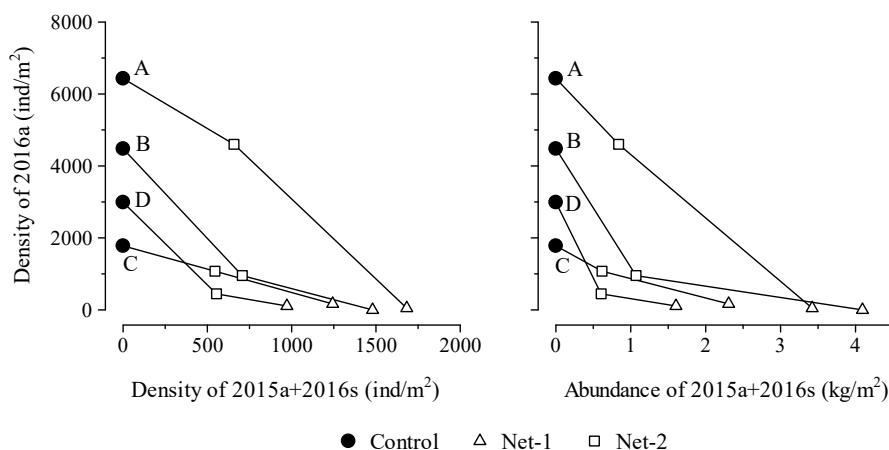 8000
6000
4000
2000
0
Density of 2016a (ind/m²)
A
B
D
C
0 500 1000 1500 2000
Density of 2015a+2016s (ind/m²)
A
B
D
C
0 1 2 3 4
Abundance of 2015a+2016s (kg/m²)
Control Net-1 Net-2